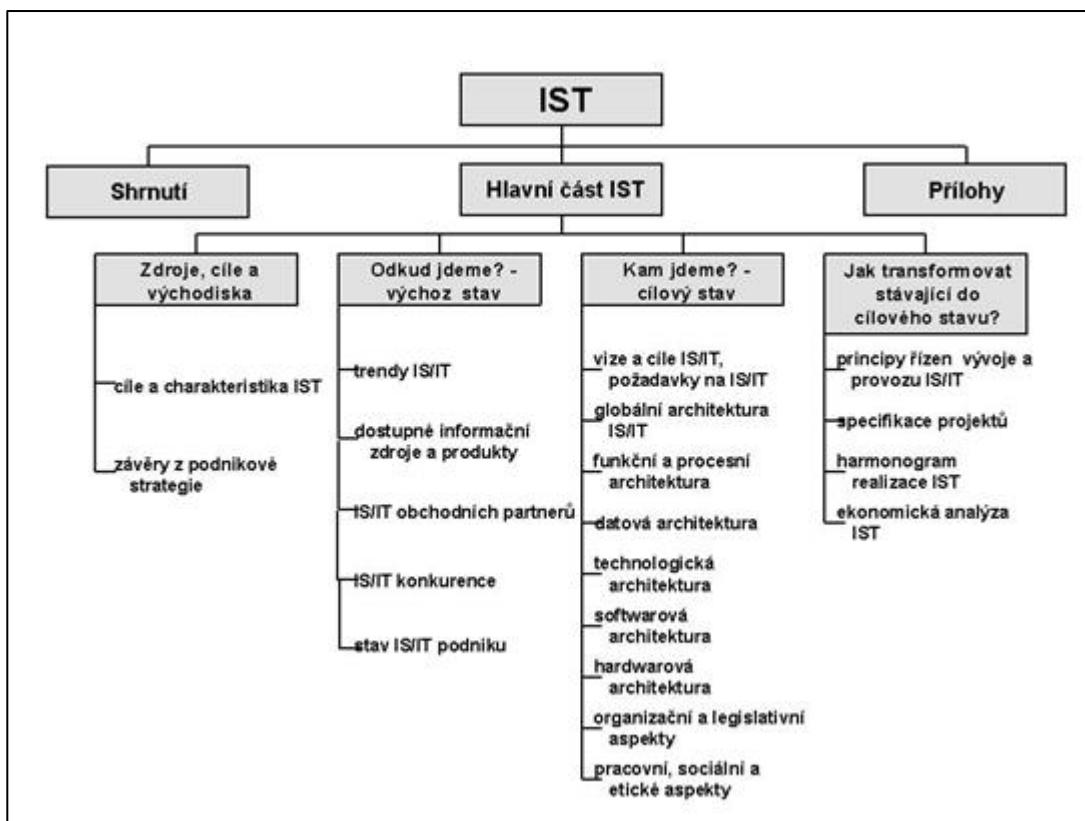 IST
Shrnutí
Hlavní část IST
Přílohy
Zdroje, cíle a
východiska
cíle a charakteristika IST
závěry z podnikové
strategie
Odkud jdeme? -
výchoz stav
trendy IS/IT
dostupné informační
zdroje a produkty
IS/IT obchodních partnerů
IS/IT konkurence
stav IS/IT podniku
Kam jdeme? -
cílový stav
vize a cíle IS/IT,
požadavky na IS/IT
globální architektura
IS/IT
funkční a procesní
architektura
datová architektura
technologická
architektura
softwarová
architektura
hardwarová
architektura
organizační a legislativní
aspekty
pracovní, sociální a
etické aspekty
Jak transformovat
stávající do
cílového stavu?
principy řízen vývoje a
provozu IS/IT
specifikace projektů
harmonogram
realizace IST
ekonomická analýza
IST